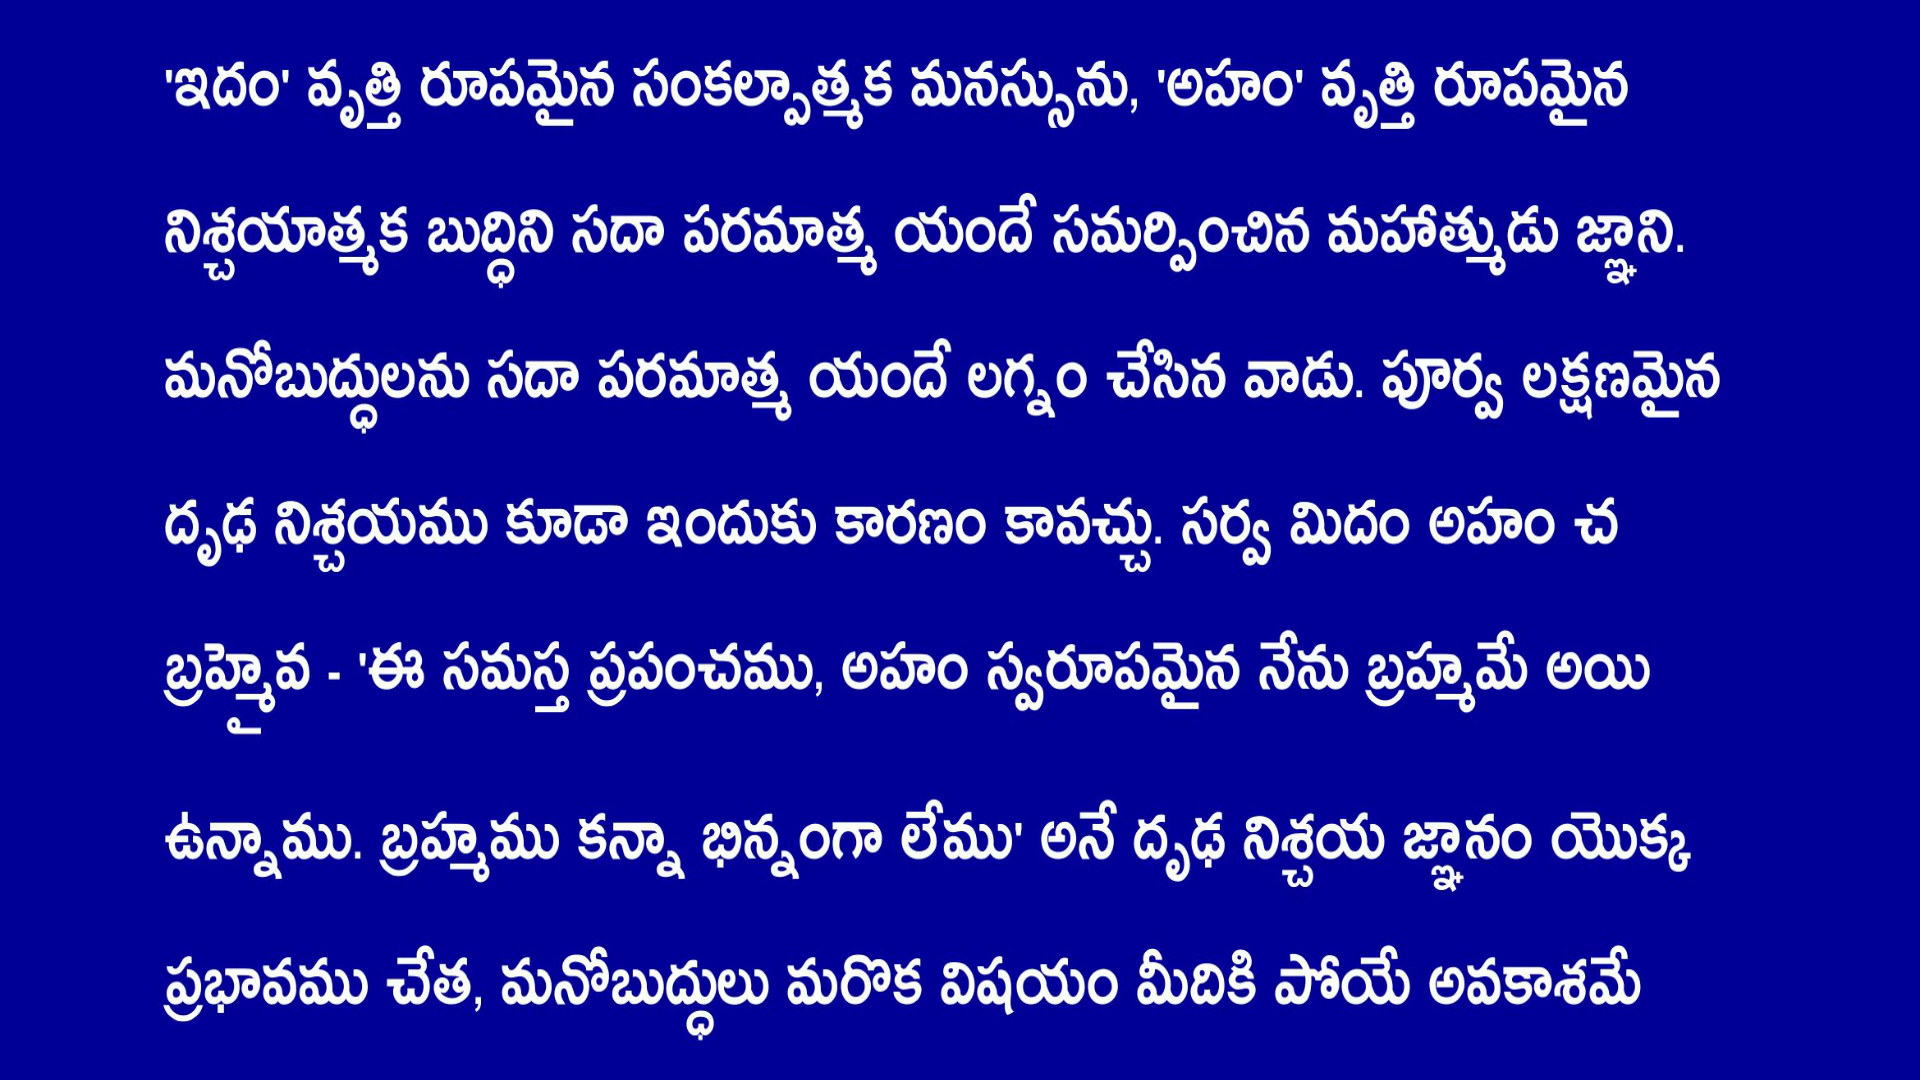 'ఇదం' వృత్తి రూపమైన సంకల్పాత్మక మనస్సును, 'అహం' వృత్తి రూపమైన
నిశ్చయాత్మక బుద్ధిని సదా పరమాత్మ యందే సమర్పించిన మహాత్ముడు జ్ఞాని.
మనోబుద్ధులను సదా పరమాత్మ యందే లగ్నం చేసిన వాడు. పూర్వ లక్షణమైన
దృఢ నిశ్చయము కూడా ఇందుకు కారణం కావచ్చు. సర్వ మిదం అహం చ
బ్రహ్మైవ - 'ఈ సమస్త ప్రపంచము, అహం స్వరూపమైన నేను బ్రహ్మమే అయి
ఉన్నాము. బ్రహ్మము కన్నా భిన్నంగా లేము' అనే దృఢ నిశ్చయ జ్ఞానం యొక్క
ప్రభావము చేత, మనోబుద్ధులు మరొక విషయం మీదికి పోయే అవకాశమే